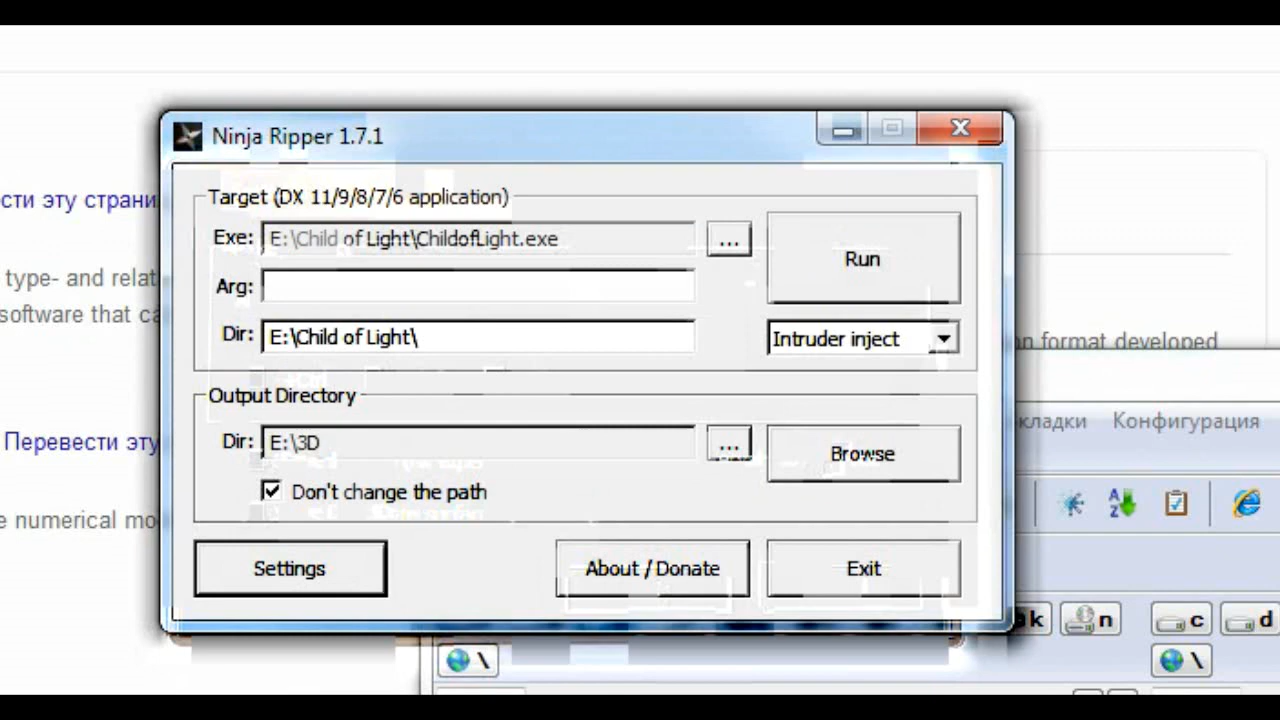 Ninja Ripper 1.7.1
Target (DX 11/9/8/7/6 application)
Exe: E:\Child of Light\ChildofLight.exe ... Run
Arg:
Dir: E:\Child of Light\ Intruder inject
Output Directory
Dir: E:\3D ... Browse
Don't change the path
Settings About / Donate Exit
сти эту страни
type- and relat
software that ca
Перевести эту
e numerical mo
n format developed
кладки Конфигурация
k n c d
\ \